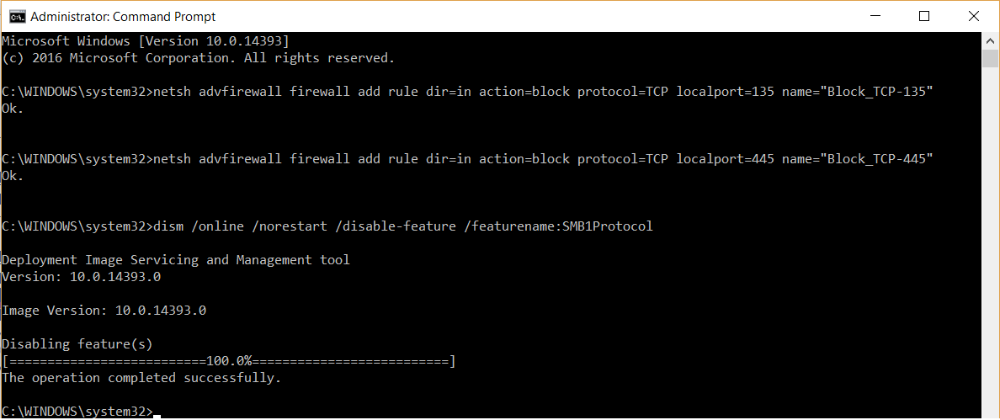 Administrator: Command Prompt
Microsoft Windows [Version 10.0.14393]
(c) 2016 Microsoft Corporation. All rights reserved.
C:\WINDOWS\system32>netsh advfirewall firewall add rule dir=in action=block protocol=TCP localport=135 name="Block_TCP-135"
Ok.
C:\WINDOWS\system32>netsh advfirewall firewall add rule dir=in action=block protocol=TCP localport=445 name="Block_TCP-445"
Ok.
C:\WINDOWS\system32>dism /online /norestart /disable-feature /featurename:SMB1Protocol
Deployment Image Servicing and Management tool
Version: 10.0.14393.0
Image Version: 10.0.14393.0
Disabling feature(s)
[==========================100.0%==========================]
The operation completed successfully.
C:\WINDOWS\system32>